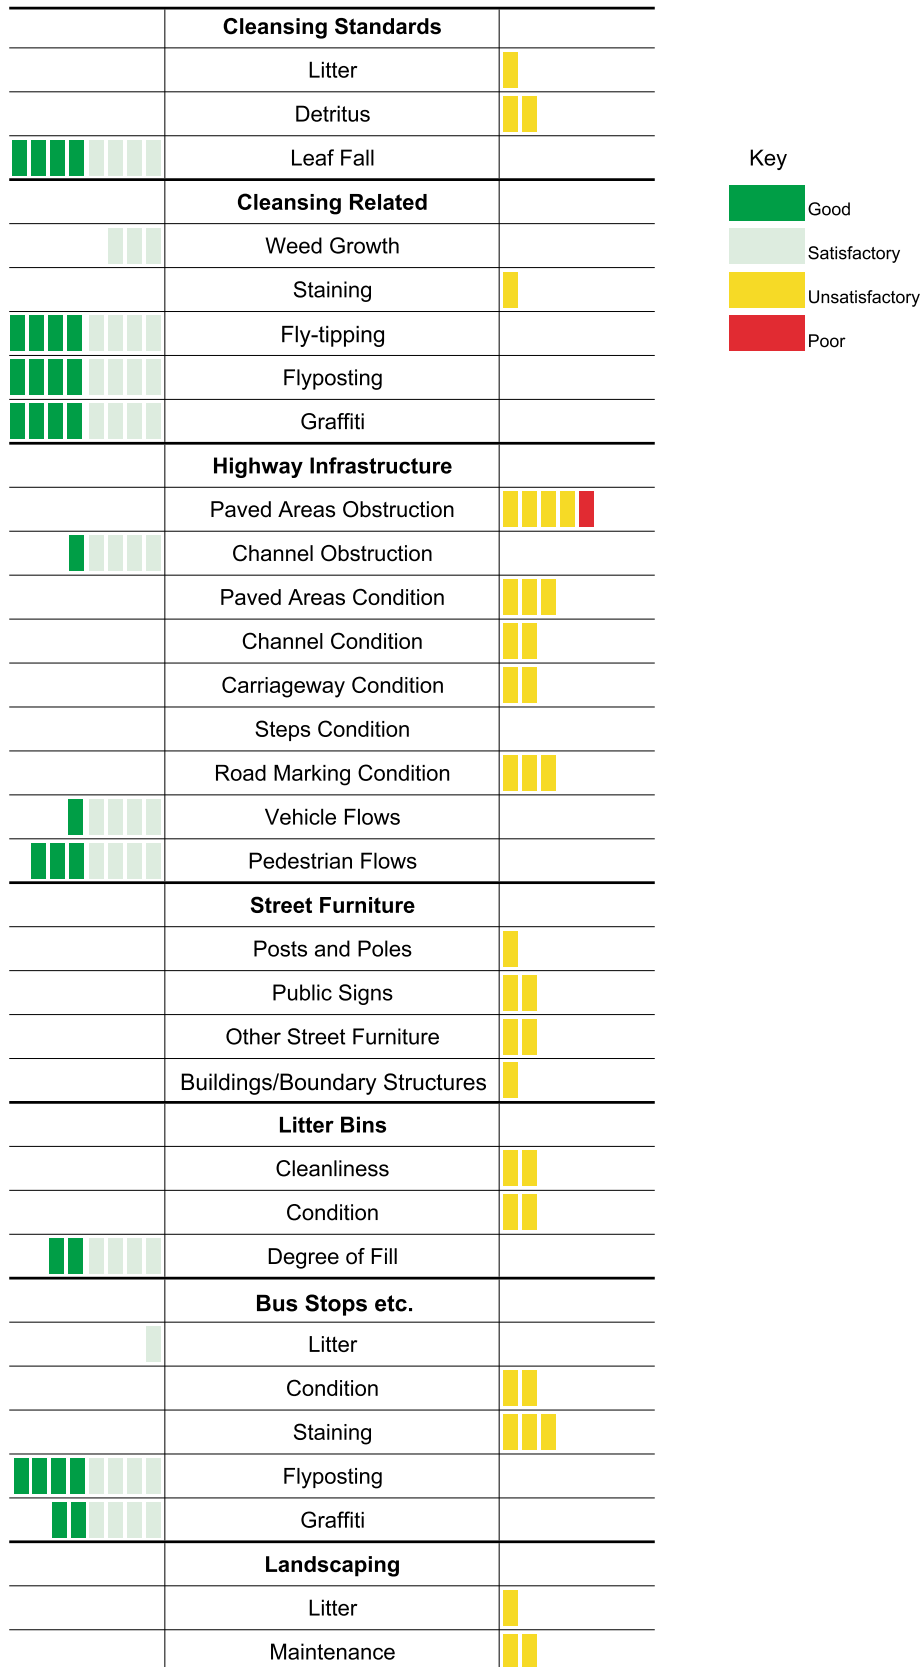 Cleansing Standards
Litter
Detritus
Leaf Fall
Cleansing Related
Weed Growth
Staining
Fly-tipping
Flyposting
Graffiti
Highway Infrastructure
Paved Areas Obstruction
Channel Obstruction
Paved Areas Condition
Channel Condition
Carriageway Condition
Steps Condition
Road Marking Condition
Vehicle Flows
Pedestrian Flows
Street Furniture
Posts and Poles
Public Signs
Other Street Furniture
Buildings/Boundary Structures
Litter Bins
Cleanliness
Condition
Degree of Fill
Bus Stops etc.
Litter
Condition
Staining
Flyposting
Graffiti
Landscaping
Litter
Maintenance
Key
Good
Satisfactory
Unsatisfactory
Poor